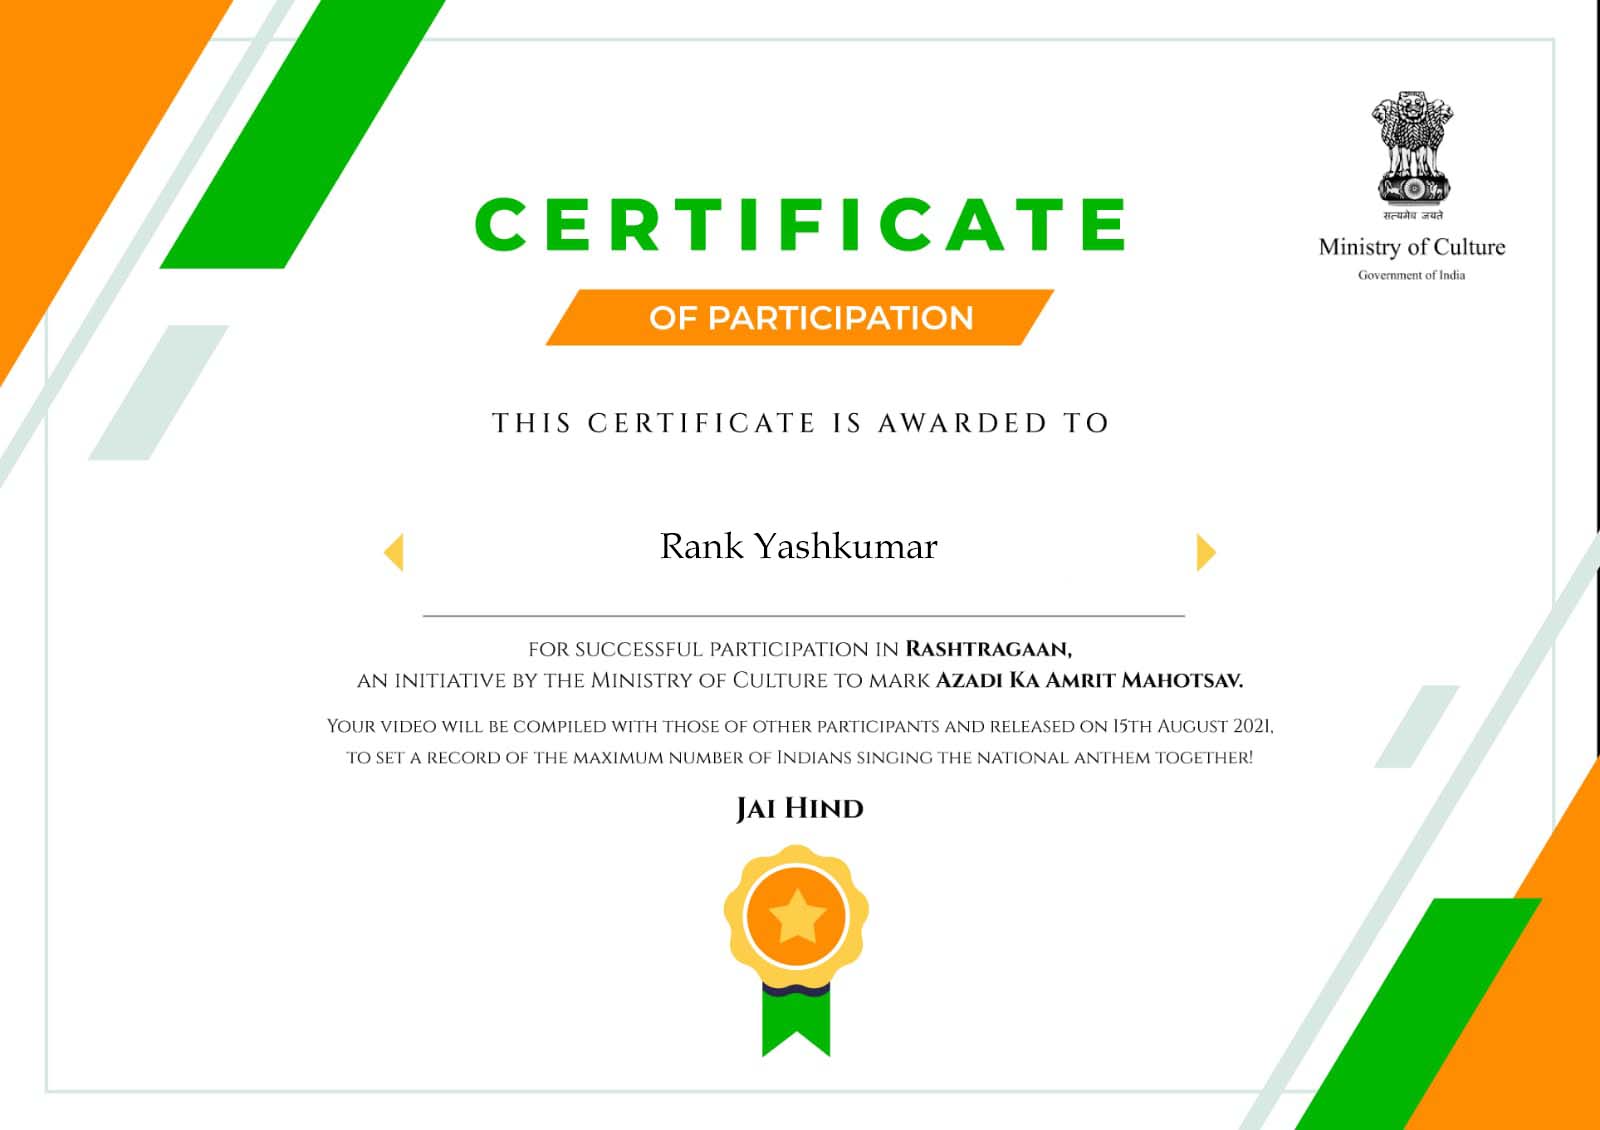 सत्यमेव जयते
Ministry of Culture
Government of India
CERTIFICATE
OF PARTICIPATION
THIS CERTIFICATE IS AWARDED TO
Rank Yashkumar
FOR SUCCESSFUL PARTICIPATION IN RASHTRAGAAN,
AN INITIATIVE BY THE MINISTRY OF CULTURE TO MARK AZADI KA AMRIT MAHOTSAV.
YOUR VIDEO WILL BE COMPILED WITH THOSE OF OTHER PARTICIPANTS AND RELEASED ON 15TH AUGUST 2021,
TO SET A RECORD OF THE MAXIMUM NUMBER OF INDIANS SINGING THE NATIONAL ANTHEM TOGETHER!
JAI HIND